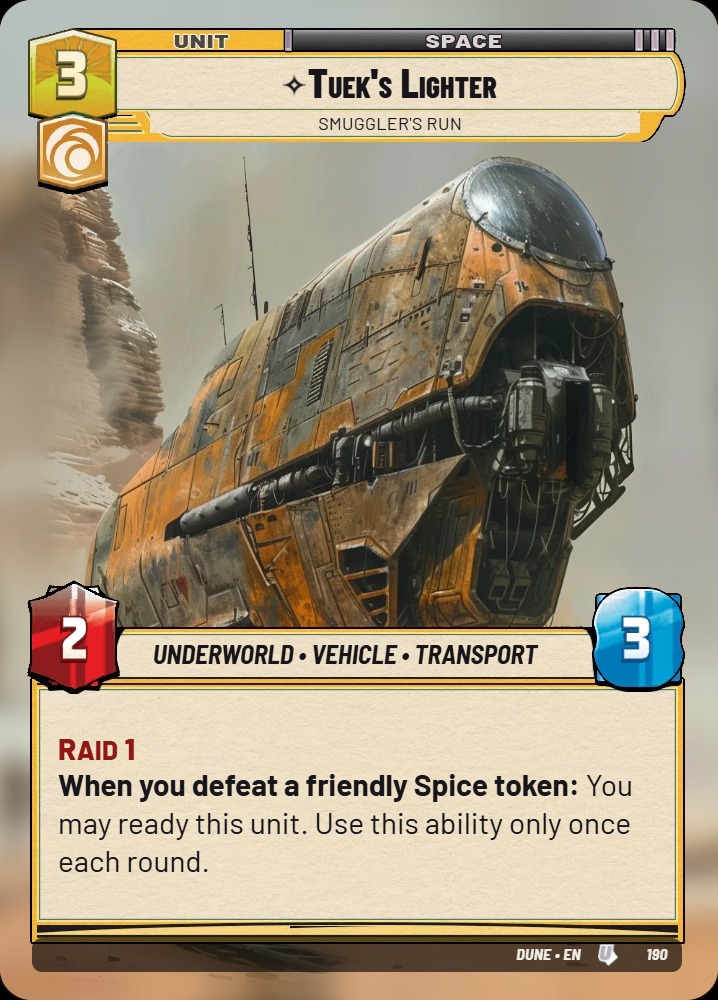 UNIT
SPACE
3
✧TUEK'S LIGHTER
SMUGGLER'S RUN
2
UNDERWORLD • VEHICLE • TRANSPORT
3
RAID 1
When you defeat a friendly Spice token: You
may ready this unit. Use this ability only once
each round.
DUNE • EN
U
190